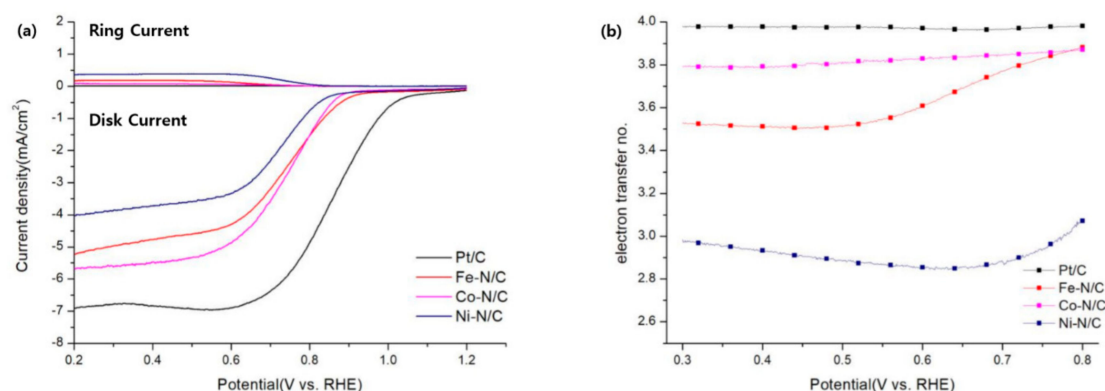 (a)
Ring Current
Disk Current
Current density(mA/cm²)
2
1
0
-1
-2
-3
-4
-5
-6
-7
-8
Pt/C
Fe-N/C
Co-N/C
Ni-N/C
0.2
0.4
0.6
0.8
1.0
1.2
Potential(V vs. RHE)
(b)
electron transfer no.
4.0
3.8
3.6
3.4
3.2
3.0
2.8
2.6
Pt/C
Fe-N/C
Co-N/C
Ni-N/C
0.3
0.4
0.5
0.6
0.7
0.8
Potential(V vs. RHE)